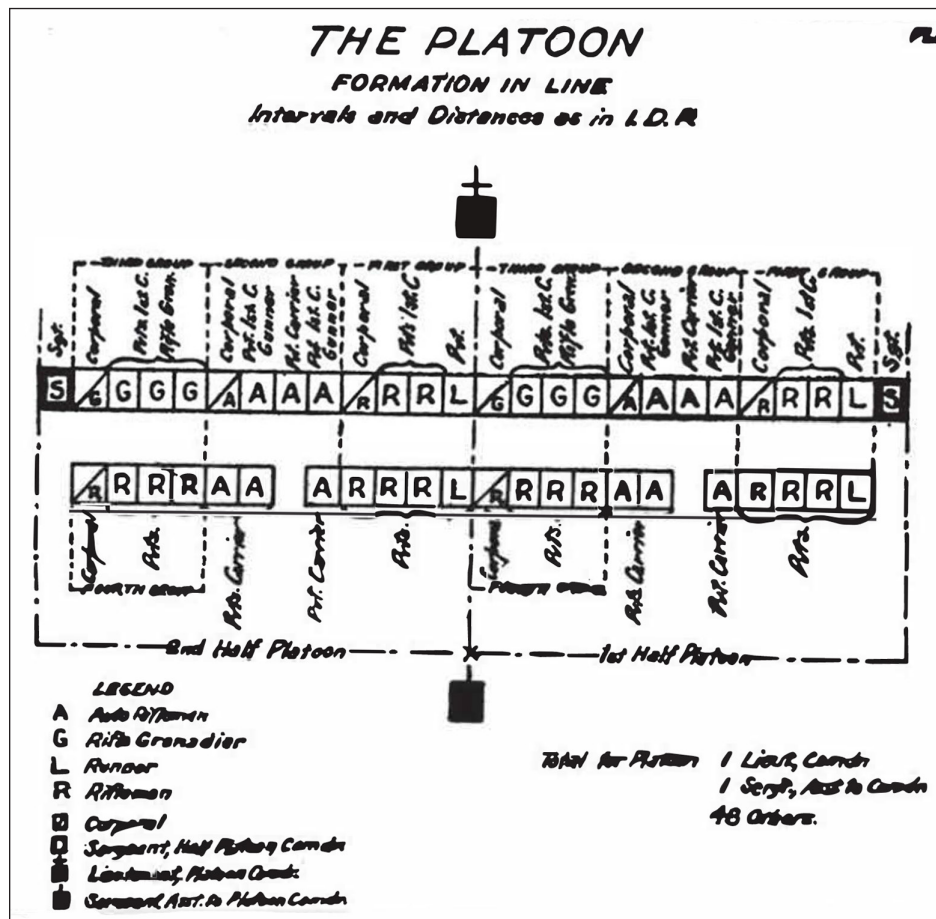 THE PLATOON
FORMATION IN LINE
Intervals and Distances as in I.D.R.
THIRD GROUP SECOND GROUP FIRST GROUP THIRD GROUP SECOND GROUP FIRST GROUP
Sgt. Corporal Pvts. 1st C. Rifle Gren. Corporal Pvt. 1st. C. Gunner Pvt. Carrier Pvt. 1st. C. Gunner Corporal Pvts 1st. C. Pvt. Corporal Pvts. 1st. C. Rifle Gren. Corporal Pvt. 1st. C. Gunner Pvt Carrier Pvt. 1st. C. Gunner Corporal Pvts. 1st C Pvt. Sgt.
S G G G G A A A A R R R L G G G G A A A A R R R L S
R R R R A A A R R R L R R R R A A A R R R L
Corporal Pvts. Pvts. Carrier Pvt. Carrier Pvts. Pvts. Pvts Carrier Pvt. Carrier Pvts.
FOURTH GROUP FOURTH
2nd Half Platoon 1st Half Platoon
LEGEND
A Auto Rifleman
G Rifle Grenadier
L Runner
R Rifleman
Corporal
Sergeant, Half Platoon Comdr
Lieutenant, Platoon Comdr.
Sergeant, Asst. to Platoon Comdr
Total for Platoon 1 Lieut, Comdr
1 Sergt., Asst to Comdr
48 Others.